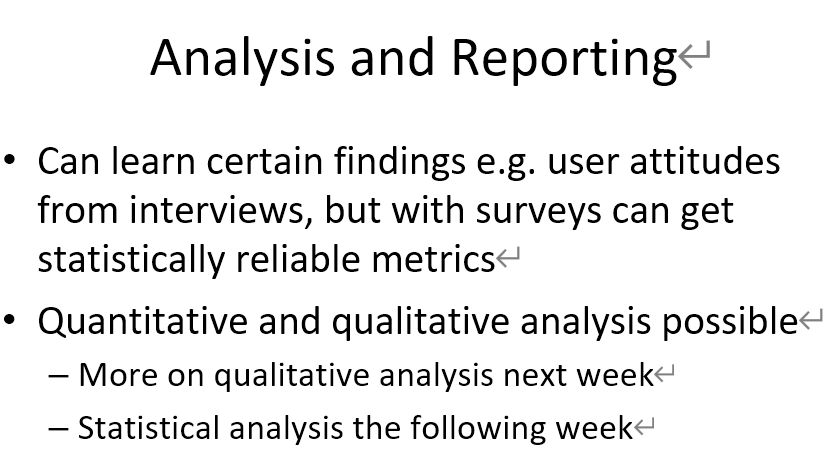 Analysis and Reporting↵
• Can learn certain findings e.g. user attitudes
from interviews, but with surveys can get
statistically reliable metrics↵
• Quantitative and qualitative analysis possible↵
– More on qualitative analysis next week↵
– Statistical analysis the following week↵